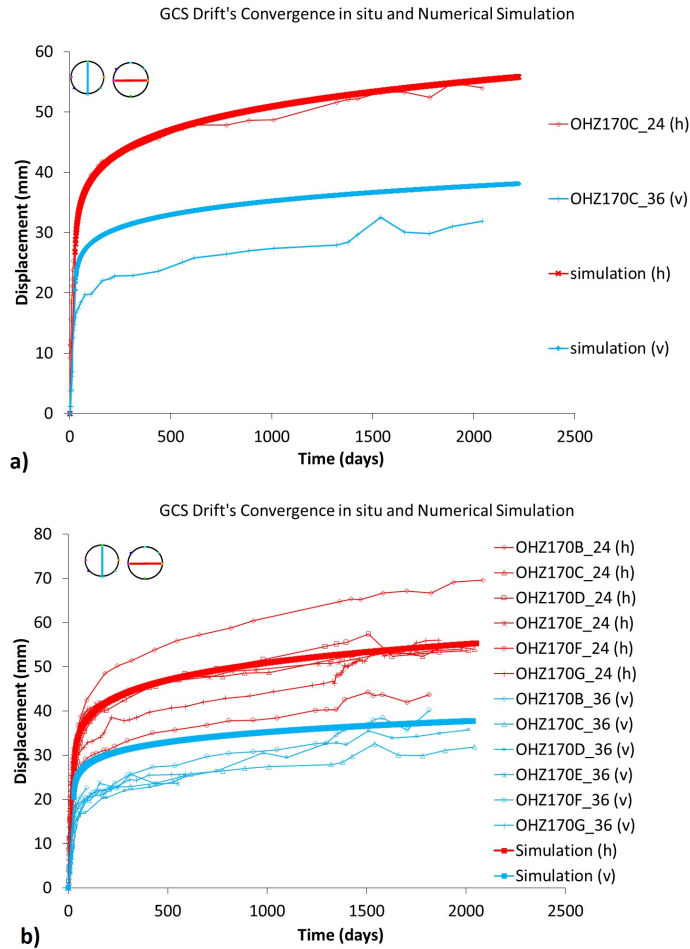 GCS Drift's Convergence in situ and Numerical Simulation
60
50
40
30
20
10
0
Displacement (mm)
0 500 1000 1500 2000 2500
Time (days)
OHZ170C_24 (h)
OHZ170C_36 (v)
simulation (h)
simulation (v)
a)
GCS Drift's Convergence in situ and Numerical Simulation
80
70
60
50
40
30
20
10
0
Displacement (mm)
0 500 1000 1500 2000 2500
Time (days)
OHZ170B_24 (h)
OHZ170C_24 (h)
OHZ170D_24 (h)
OHZ170E_24 (h)
OHZ170F_24 (h)
OHZ170G_24 (h)
OHZ170B_36 (v)
OHZ170C_36 (v)
OHZ170D_36 (v)
OHZ170E_36 (v)
OHZ170F_36 (v)
OHZ170G_36 (v)
Simulation (h)
Simulation (v)
b)